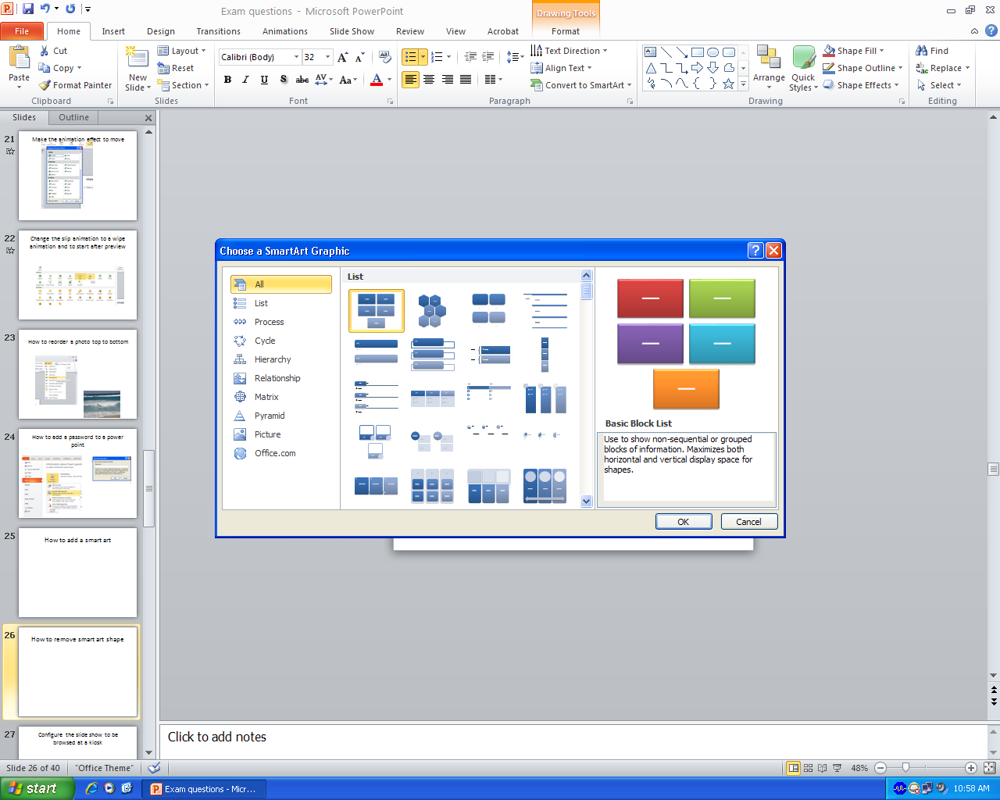 Exam questions - Microsoft PowerPoint
Drawing Tools
File
Home
Insert
Design
Transitions
Animations
Slide Show
Review
View
Acrobat
Format
Paste
Cut
Copy
Format Painter
Clipboard
New
Slide
Layout
Reset
Section
Slides
Calibri (Body)
32
Font
Text Direction
Align Text
Convert to SmartArt
Paragraph
Arrange
Quick
Styles
Shape Fill
Shape Outline
Shape Effects
Drawing
Find
Replace
Select
Editing
Slides
Outline
21
Make the animation effect to move
22
Change the slip animation to a wipe
animation and to start after preview
23
How to reorder a photo top to bottom
24
How to add a password to a power
point
25
How to add a smart art
26
How to remove smart art shape
27
Configure the slide show to be
browsed at a kiosk
Choose a SmartArt Graphic
All
List
Process
Cycle
Hierarchy
Relationship
Matrix
Pyramid
Picture
Office.com
List
Basic Block List
Use to show non-sequential or grouped
blocks of information. Maximizes both
horizontal and vertical display space for
shapes.
OK
Cancel
Click to add notes
Slide 26 of 40
"Office Theme"
48%
start
Exam questions - Micr...
10:58 AM